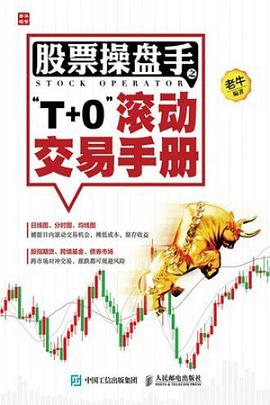 股票操盘手之
STOCK OPERATOR
“T+0”滚动
交易手册
老牛
编著
日线图、分时图、均线图
捕捉日内滚动交易机会，摊低成本，留存收益
股指期货、跨境基金、债券市场
跨市场对冲交易，涨跌都可规避风险
中国工信出版集团
人民邮电出版社